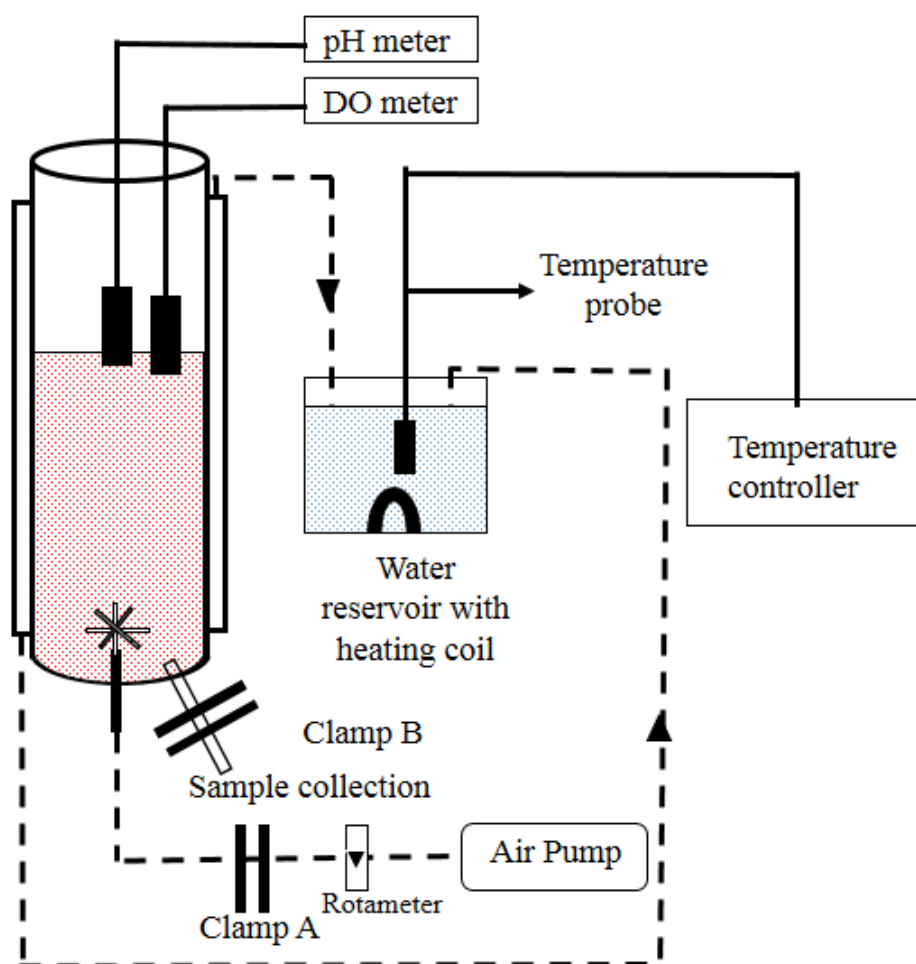 pH meter
DO meter
Temperature
probe
Temperature
controller
Water
reservoir with
heating coil
Clamp B
Sample collection
Air Pump
Rotameter
Clamp A